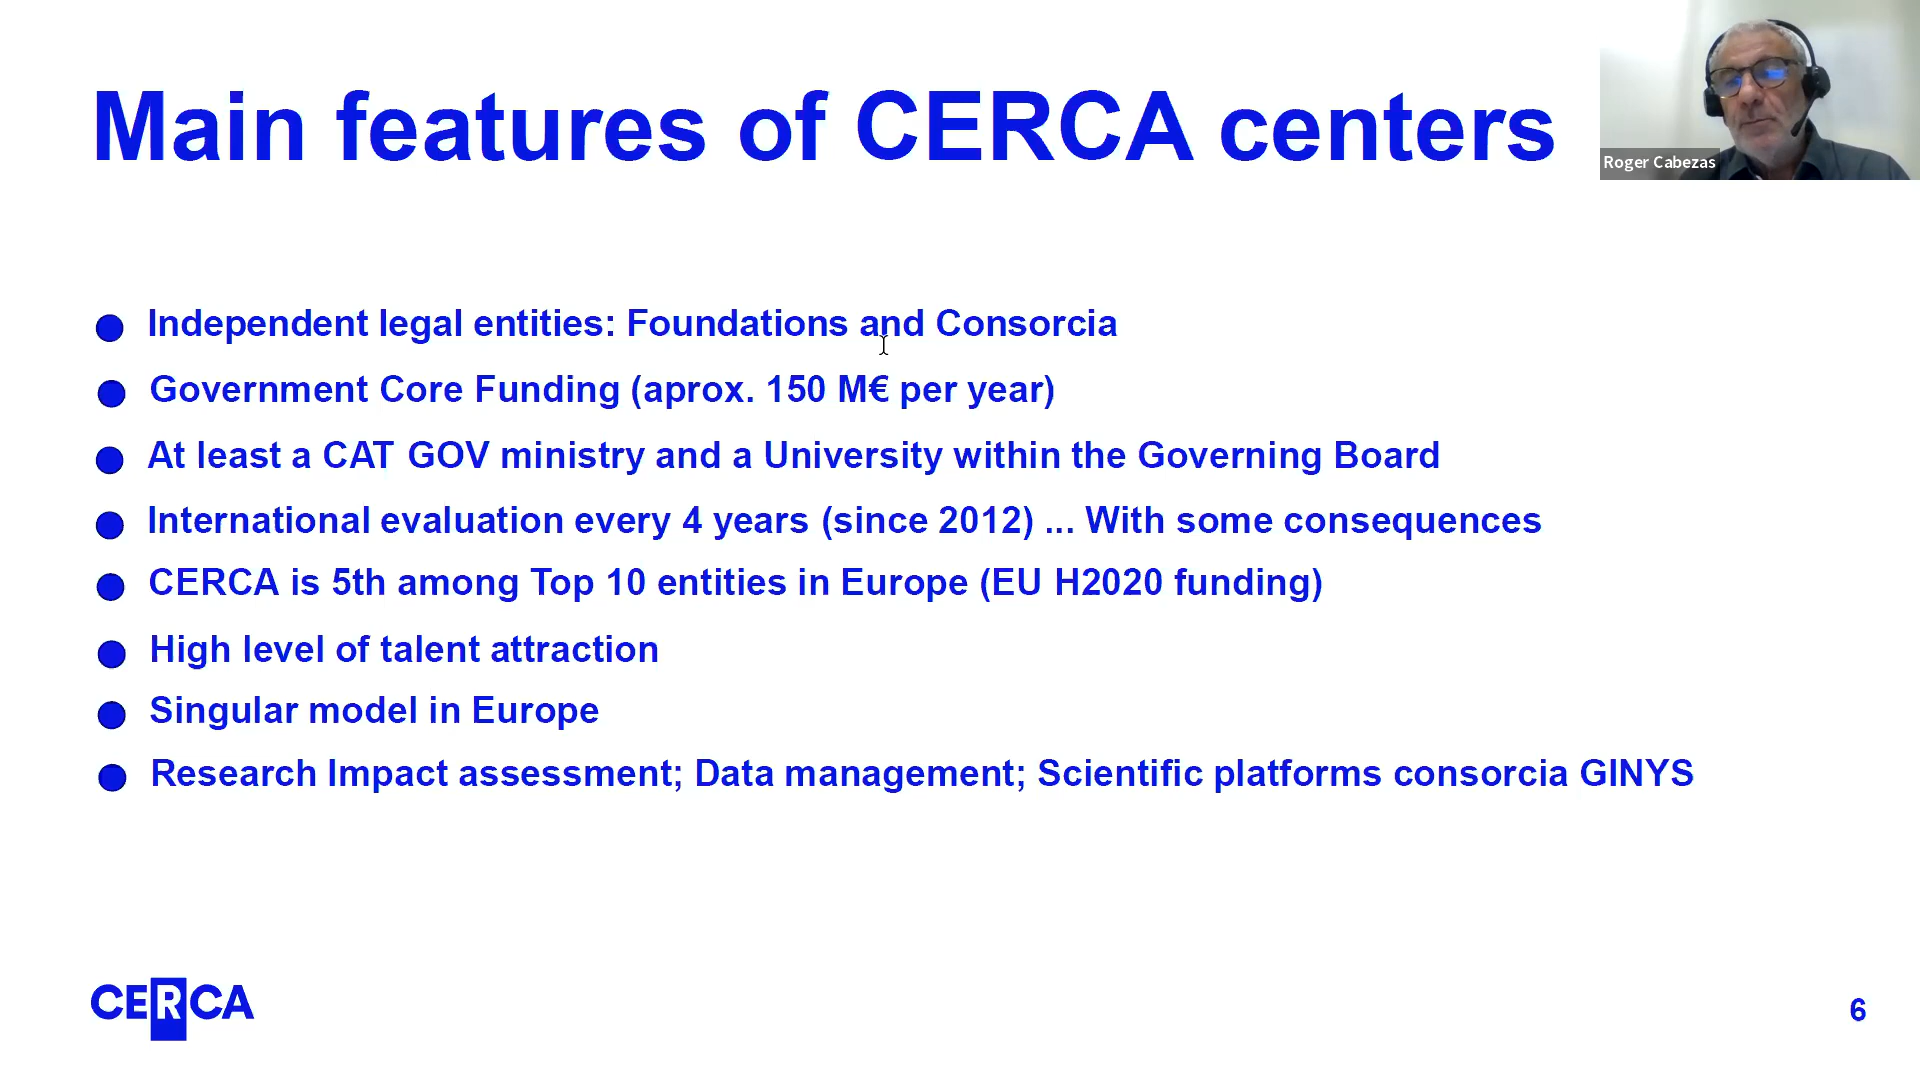 Main features of CERCA centers
Roger Cabezas
Independent legal entities: Foundations and Consorcia
Government Core Funding (aprox. 150 M€ per year)
At least a CAT GOV ministry and a University within the Governing Board
International evaluation every 4 years (since 2012) ... With some consequences
CERCA is 5th among Top 10 entities in Europe (EU H2020 funding)
High level of talent attraction
Singular model in Europe
Research Impact assessment; Data management; Scientific platforms consorcia GINYS
CERCA
6